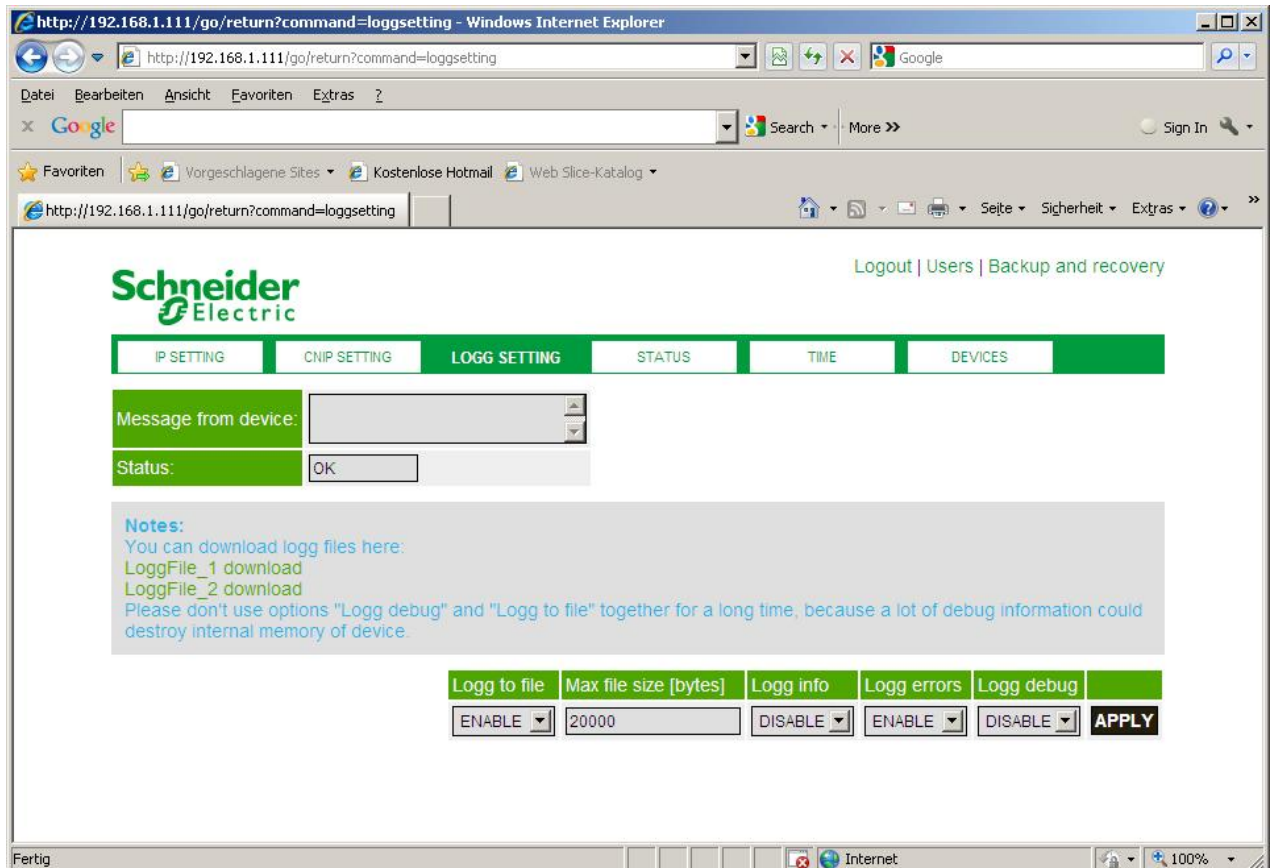 http://192.168.1.111/go/return?command=loggsetting - Windows Internet Explorer
http://192.168.1.111/go/return?command=loggsetting
Google
Datei Bearbeiten Ansicht Favoriten Extras ?
x Google Search More >> Sign In
Favoriten Vorgeschlagene Sites Kostenlose Hotmail Web Slice-Katalog
http://192.168.1.111/go/return?command=loggsetting
Seite Sicherheit Extras ? >>
Logout | Users | Backup and recovery
Schneider
Electric
IP SETTING CNIP SETTING LOGG SETTING STATUS TIME DEVICES
Message from device:
Status: OK
Notes:
You can download logg files here:
LoggFile_1 download
LoggFile_2 download
Please don't use options "Logg debug" and "Logg to file" together for a long time, because a lot of debug information could
destroy internal memory of device.
Logg to file Max file size [bytes] Logg info Logg errors Logg debug
ENABLE 20000 DISABLE ENABLE DISABLE APPLY
Fertig Internet 100%